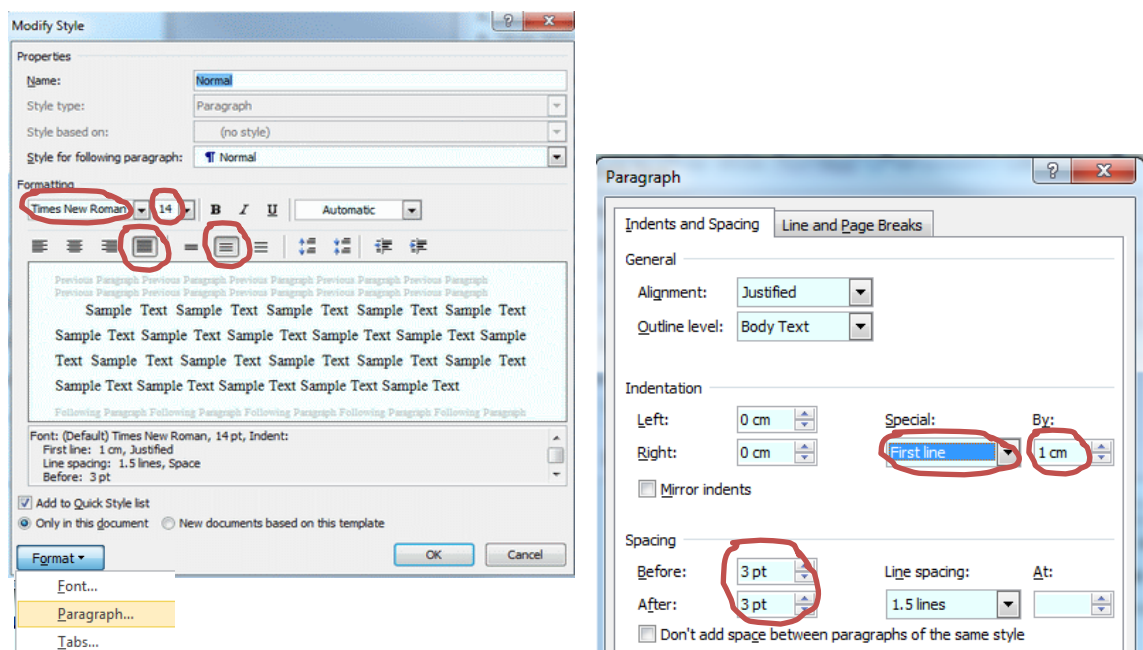 Modify Style
Properties
Name: Normal
Style type: Paragraph
Style based on: (no style)
Style for following paragraph: ¶ Normal
Formatting
Times New Roman 14 B I U Automatic
Previous Paragraph Previous Paragraph Previous Paragraph Previous Paragraph Previous Paragraph
Previous Paragraph Previous Paragraph Previous Paragraph Previous Paragraph Previous Paragraph
Sample Text Sample Text Sample Text Sample Text Sample Text
Sample Text Sample Text Sample Text Sample Text Sample Text Sample
Text Sample Text Sample Text Sample Text Sample Text Sample Text
Sample Text Sample Text Sample Text Sample Text Sample Text
Following Paragraph Following Paragraph Following Paragraph Following Paragraph Following Paragraph
Font: (Default) Times New Roman, 14 pt, Indent:
First line: 1 cm, Justified
Line spacing: 1.5 lines, Space
Before: 3 pt
Add to Quick Style list
Only in this document New documents based on this template
Format OK Cancel
Font...
Paragraph...
Tabs...
Paragraph
Indents and Spacing Line and Page Breaks
General
Alignment: Justified
Outline level: Body Text
Indentation
Left: 0 cm Special: By:
Right: 0 cm First line 1 cm
Mirror indents
Spacing
Before: 3 pt Line spacing: At:
After: 3 pt 1.5 lines
Don't add space between paragraphs of the same style